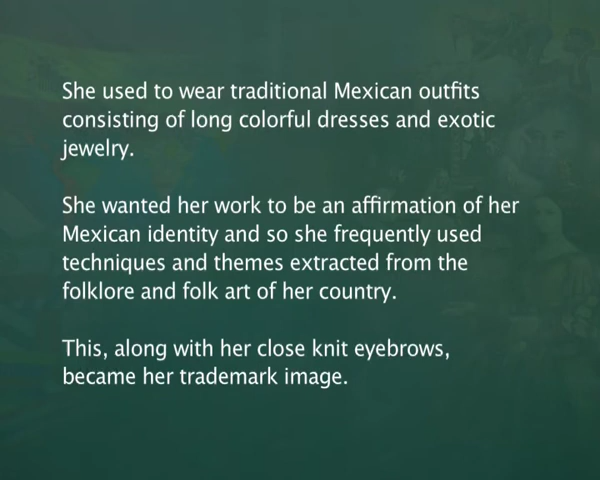 She used to wear traditional Mexican outfits
consisting of long colorful dresses and exotic
jewelry.
She wanted her work to be an affirmation of her
Mexican identity and so she frequently used
techniques and themes extracted from the
folklore and folk art of her country.
This, along with her close knit eyebrows,
became her trademark image.